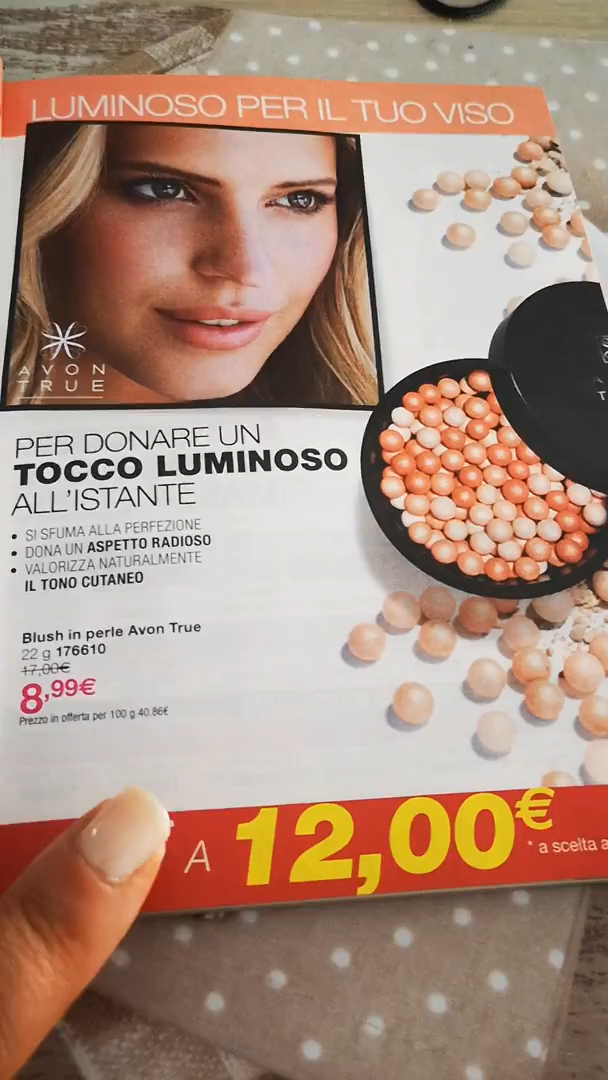 LUMINOSO PER IL TUO VISO
AVON
TRUE
PER DONARE UN
TOCCO LUMINOSO
ALL'ISTANTE
• SI SFUMA ALLA PERFEZIONE
• DONA UN ASPETTO RADIOSO
• VALORIZZA NATURALMENTE
IL TONO CUTANEO
Blush in perle Avon True
22 g 176610
17,00€
8,99€
Prezzo in offerta per 100 g 40,86€
A 12,00€
* a scelta